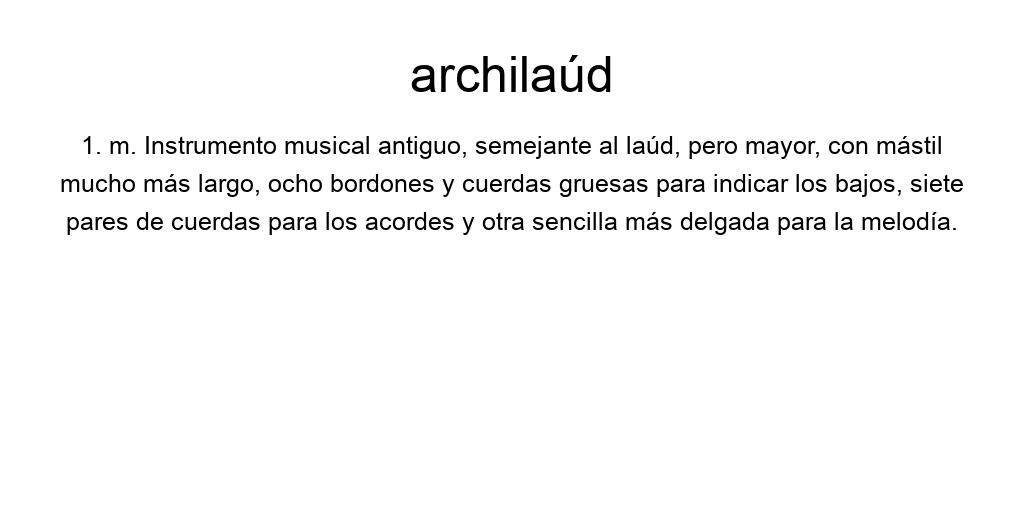 archilaúd
1. m. Instrumento musical antiguo, semejante al laúd, pero mayor, con mástil
mucho más largo, ocho bordones y cuerdas gruesas para indicar los bajos, siete
pares de cuerdas para los acordes y otra sencilla más delgada para la melodía.